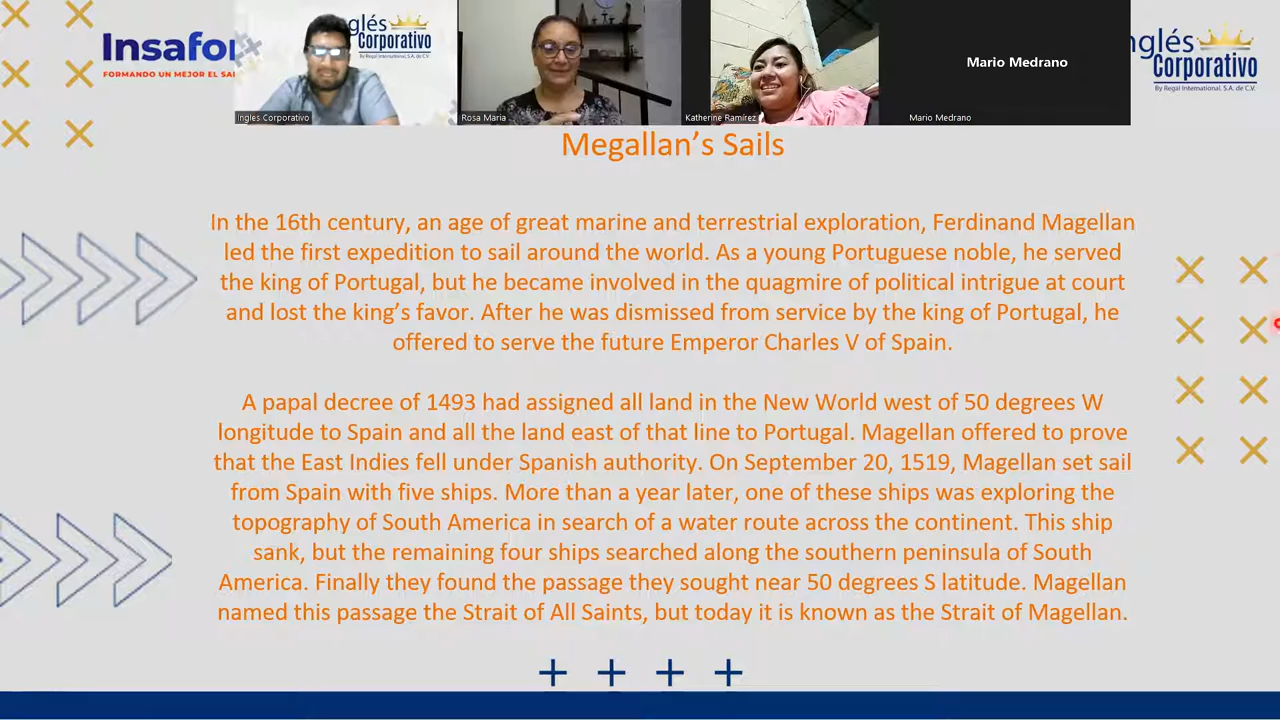 Insafo
FORMANDO UN MEJOR EL SA
glés
Corporativo
By Regal International, S.A. de C.V.
Ingles Corporativo
Rosa Maria
Katherine Ramírez
Mario Medrano
Mario Medrano
nglés
Corporativo
By Regal International, S.A. de C.V.
Megallan's Sails
In the 16th century, an age of great marine and terrestrial exploration, Ferdinand Magellan
led the first expedition to sail around the world. As a young Portuguese noble, he served
the king of Portugal, but he became involved in the quagmire of political intrigue at court
and lost the king's favor. After he was dismissed from service by the king of Portugal, he
offered to serve the future Emperor Charles V of Spain.
A papal decree of 1493 had assigned all land in the New World west of 50 degrees W
longitude to Spain and all the land east of that line to Portugal. Magellan offered to prove
that the East Indies fell under Spanish authority. On September 20, 1519, Magellan set sail
from Spain with five ships. More than a year later, one of these ships was exploring the
topography of South America in search of a water route across the continent. This ship
sank, but the remaining four ships searched along the southern peninsula of South
America. Finally they found the passage they sought near 50 degrees S latitude. Magellan
named this passage the Strait of All Saints, but today it is known as the Strait of Magellan.